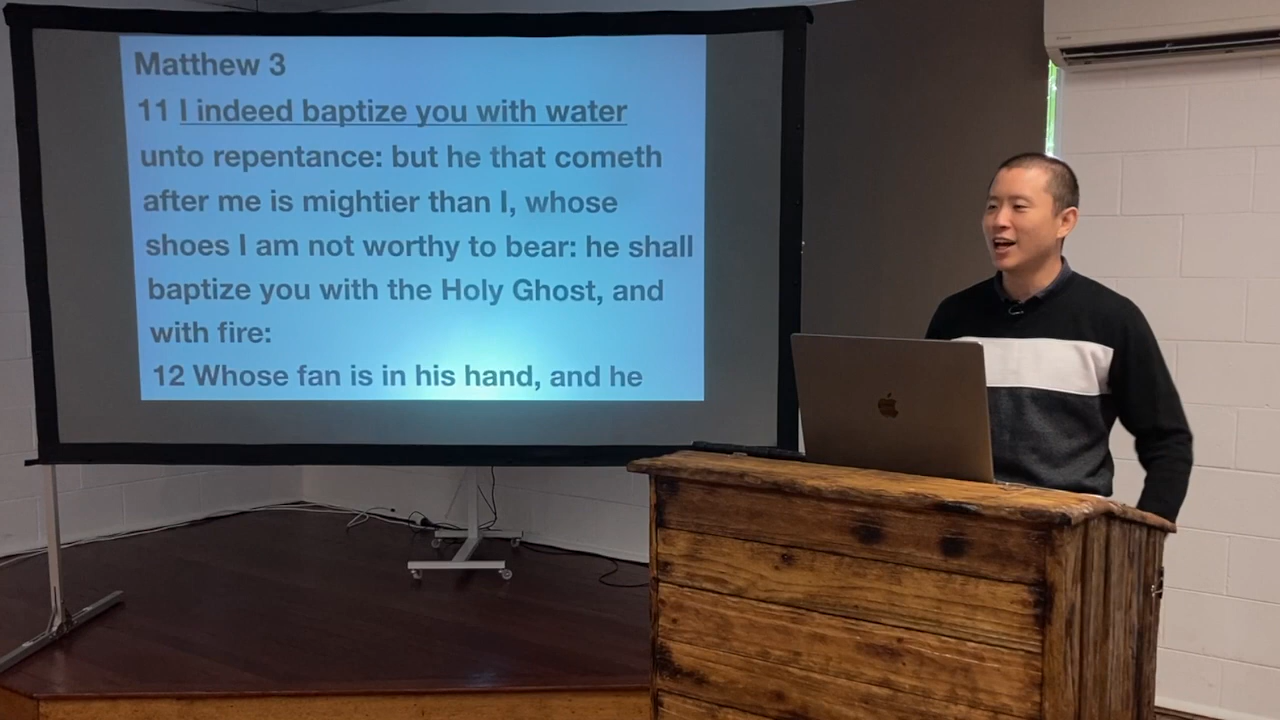 Matthew 3
11 I indeed baptize you with water
unto repentance: but he that cometh
after me is mightier than I, whose
shoes I am not worthy to bear: he shall
baptize you with the Holy Ghost, and
with fire:
12 Whose fan is in his hand, and he